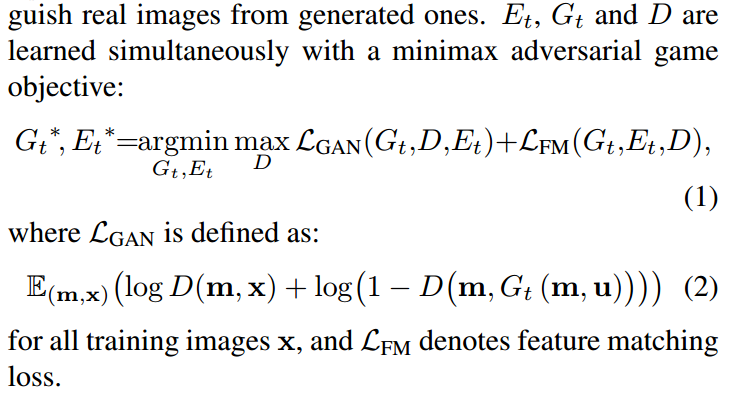 guish real images from generated ones. E_t, G_t and D are
learned simultaneously with a minimax adversarial game
objective:
G_t^*, E_t^*=argmin_{G_t,E_t} max_D ℒ_GAN(G_t,D,E_t)+ℒ_FM(G_t,E_t,D),
(1)
where ℒ_GAN is defined as:
𝔼_(m,x)(log D(m, x) + log(1 − D(m, G_t (m, u)))) (2)
for all training images x, and ℒ_FM denotes feature matching
loss.